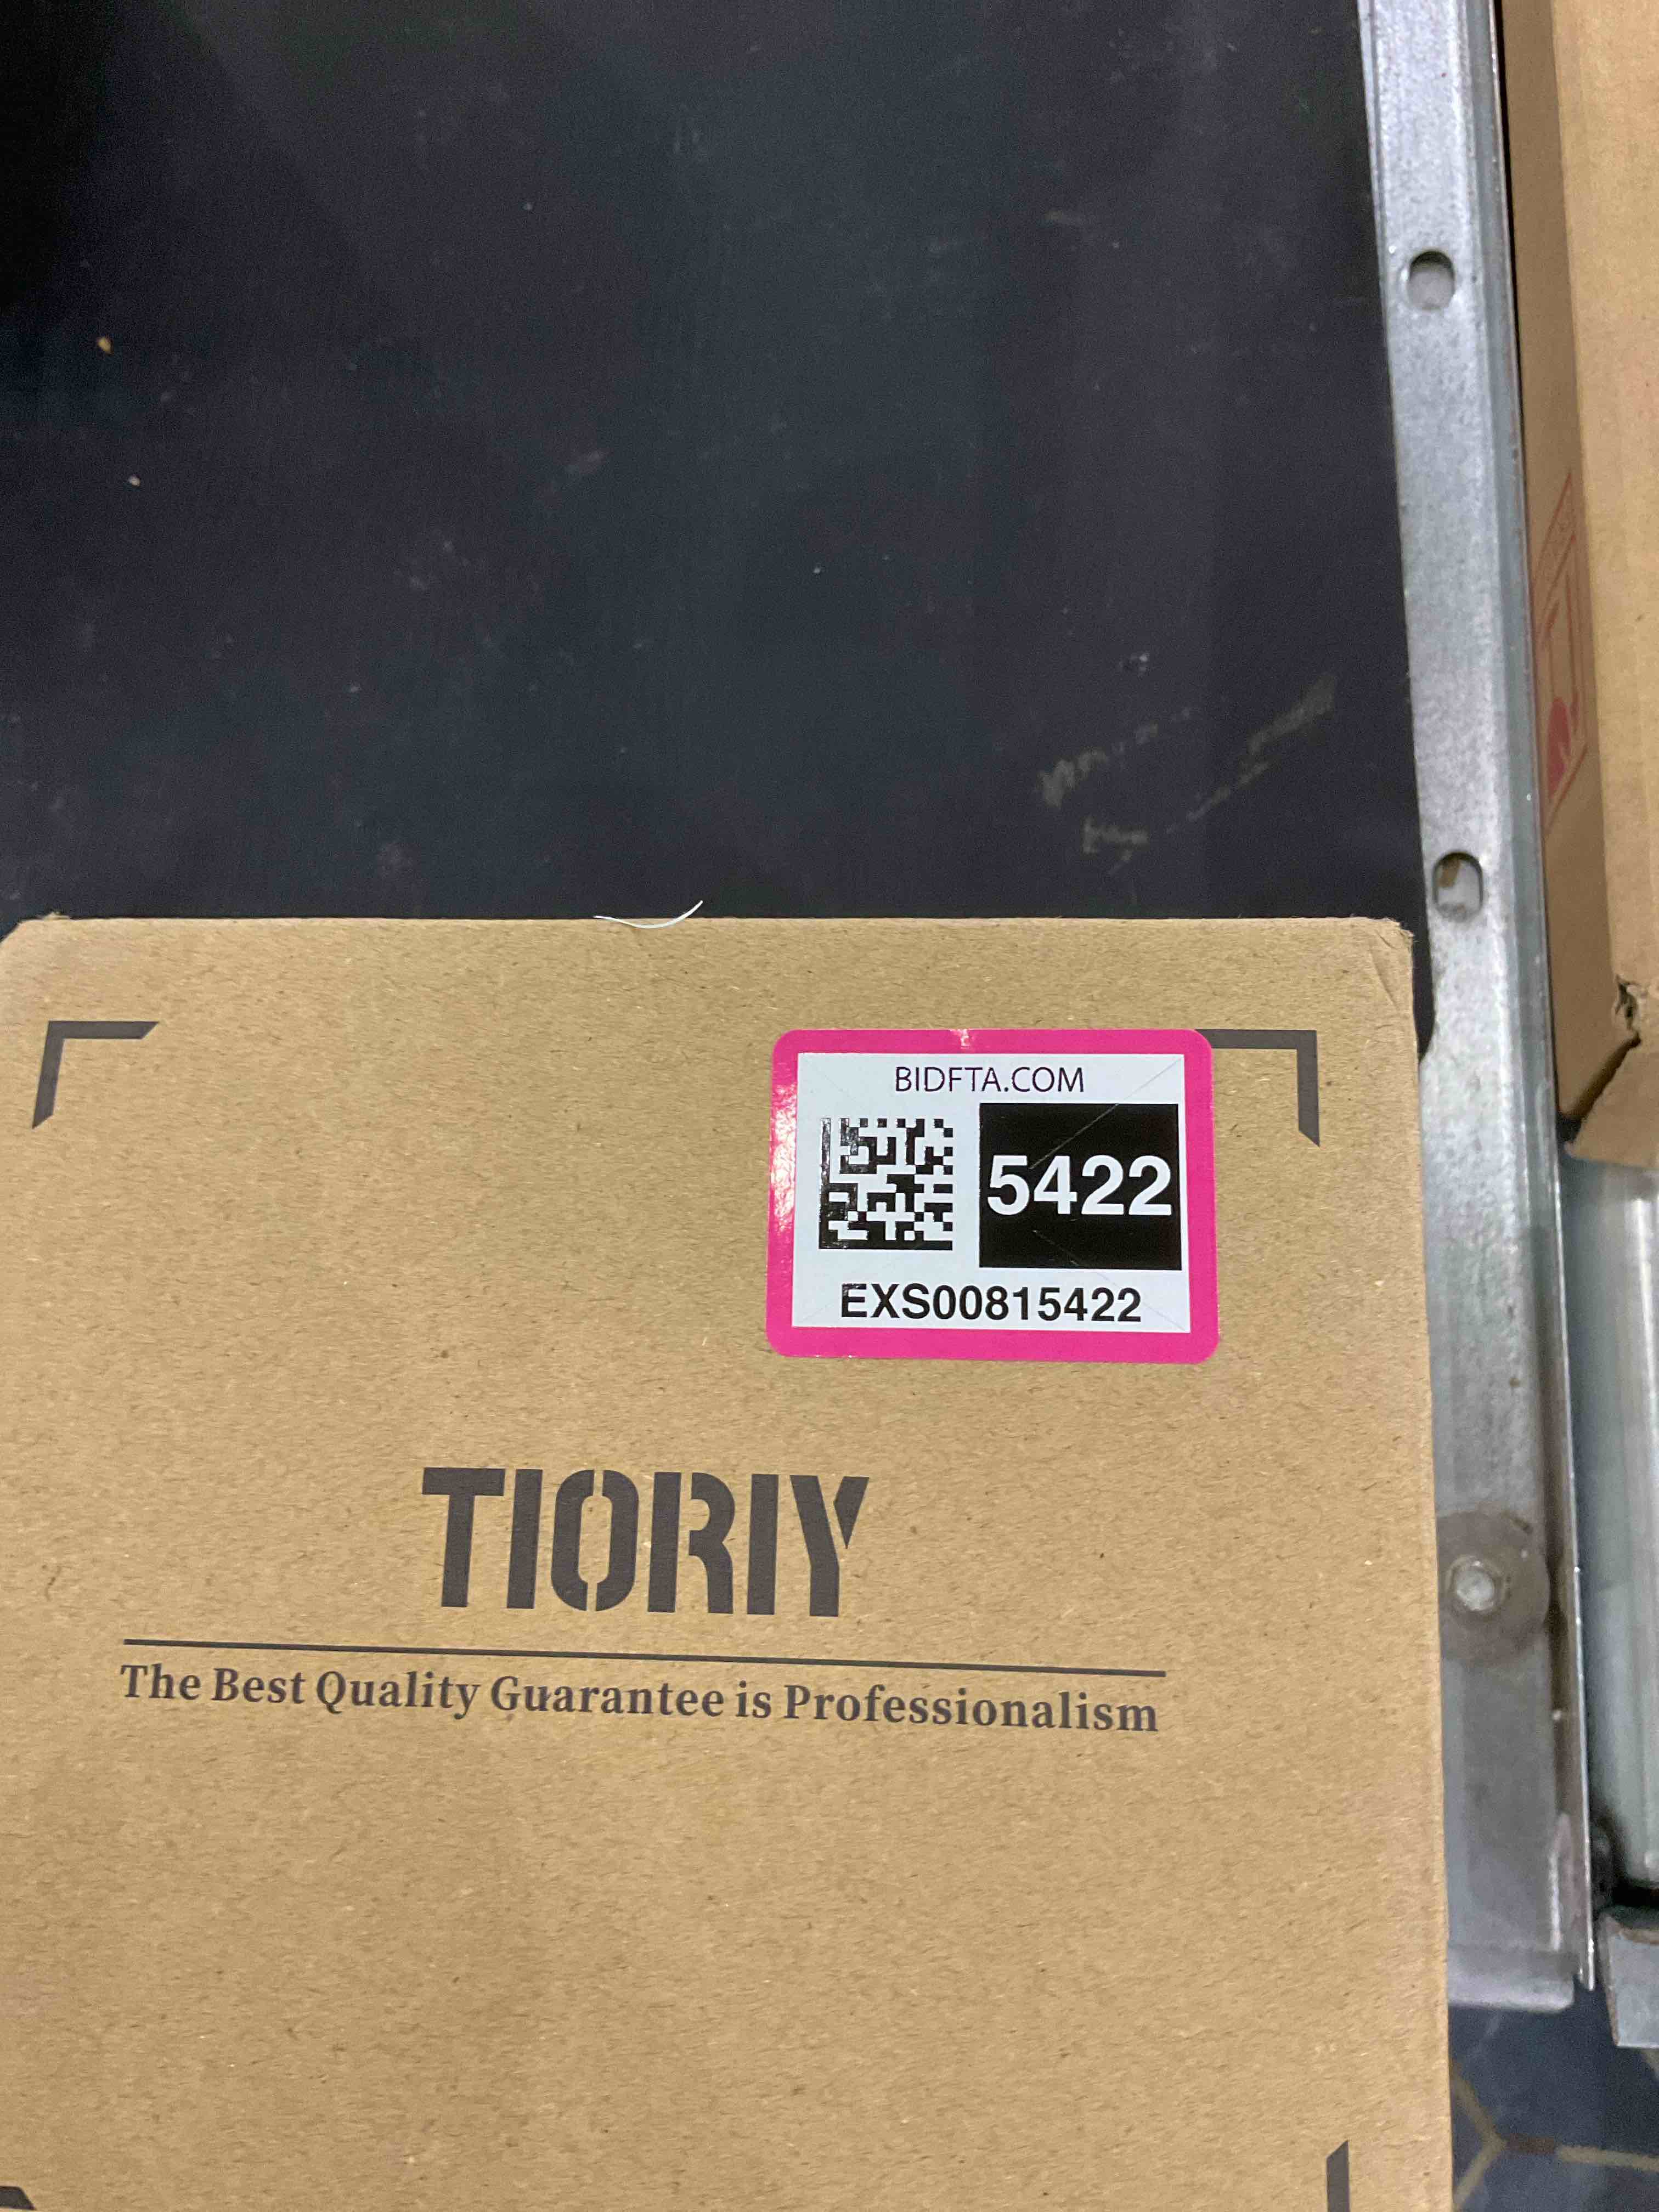 BIDFTA.COM
5422
EXS00815422
TIORIY
The Best Quality Guarantee is Professionalism